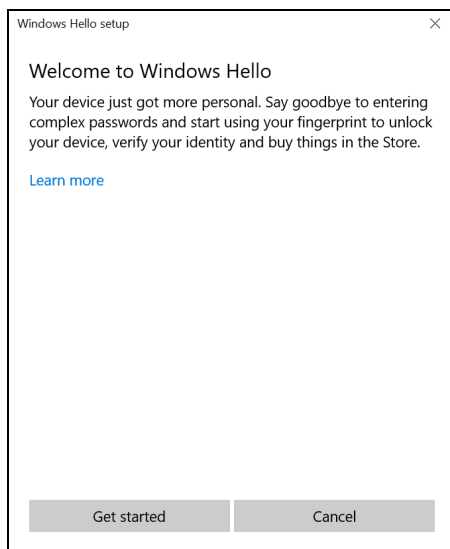 Windows Hello setup
Welcome to Windows Hello
Your device just got more personal. Say goodbye to entering
complex passwords and start using your fingerprint to unlock
your device, verify your identity and buy things in the Store.
Learn more
Get started
Cancel